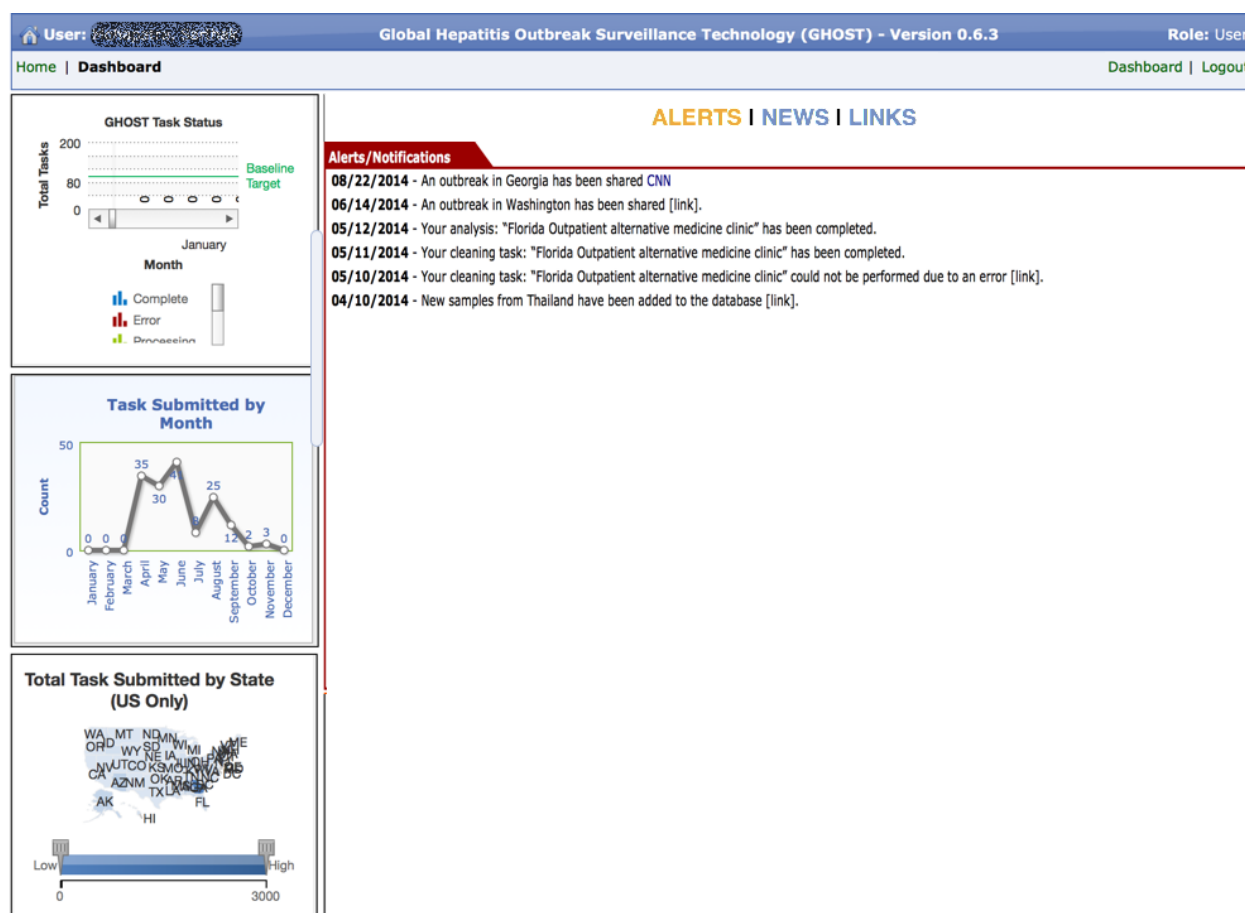 User:
Global Hepatitis Outbreak Surveillance Technology (GHOST) - Version 0.6.3
Role: User
Home | Dashboard
Dashboard | Logout
GHOST Task Status
Total Tasks
200
80
0
Baseline
Target
0 0 0 0
January
Month
Complete
Error
Processing
Task Submitted by
Month
Count
50
0
0 0 0 35 30 25 12 2 3 0
January
February
March
April
May
June
July
August
September
October
November
December
Total Task Submitted by State
(US Only)
WA MT ND MN
OR ID WY SD WI MI ME
NV UT CO NE IA
CA KS MO
AZ NM OK AR
TX LA
AK HI FL
DC
Low
High
0
3000
ALERTS | NEWS | LINKS
Alerts/Notifications
08/22/2014 - An outbreak in Georgia has been shared CNN
06/14/2014 - An outbreak in Washington has been shared [link].
05/12/2014 - Your analysis: “Florida Outpatient alternative medicine clinic” has been completed.
05/11/2014 - Your cleaning task: “Florida Outpatient alternative medicine clinic” has been completed.
05/10/2014 - Your cleaning task: “Florida Outpatient alternative medicine clinic” could not be performed due to an error [link].
04/10/2014 - New samples from Thailand have been added to the database [link].